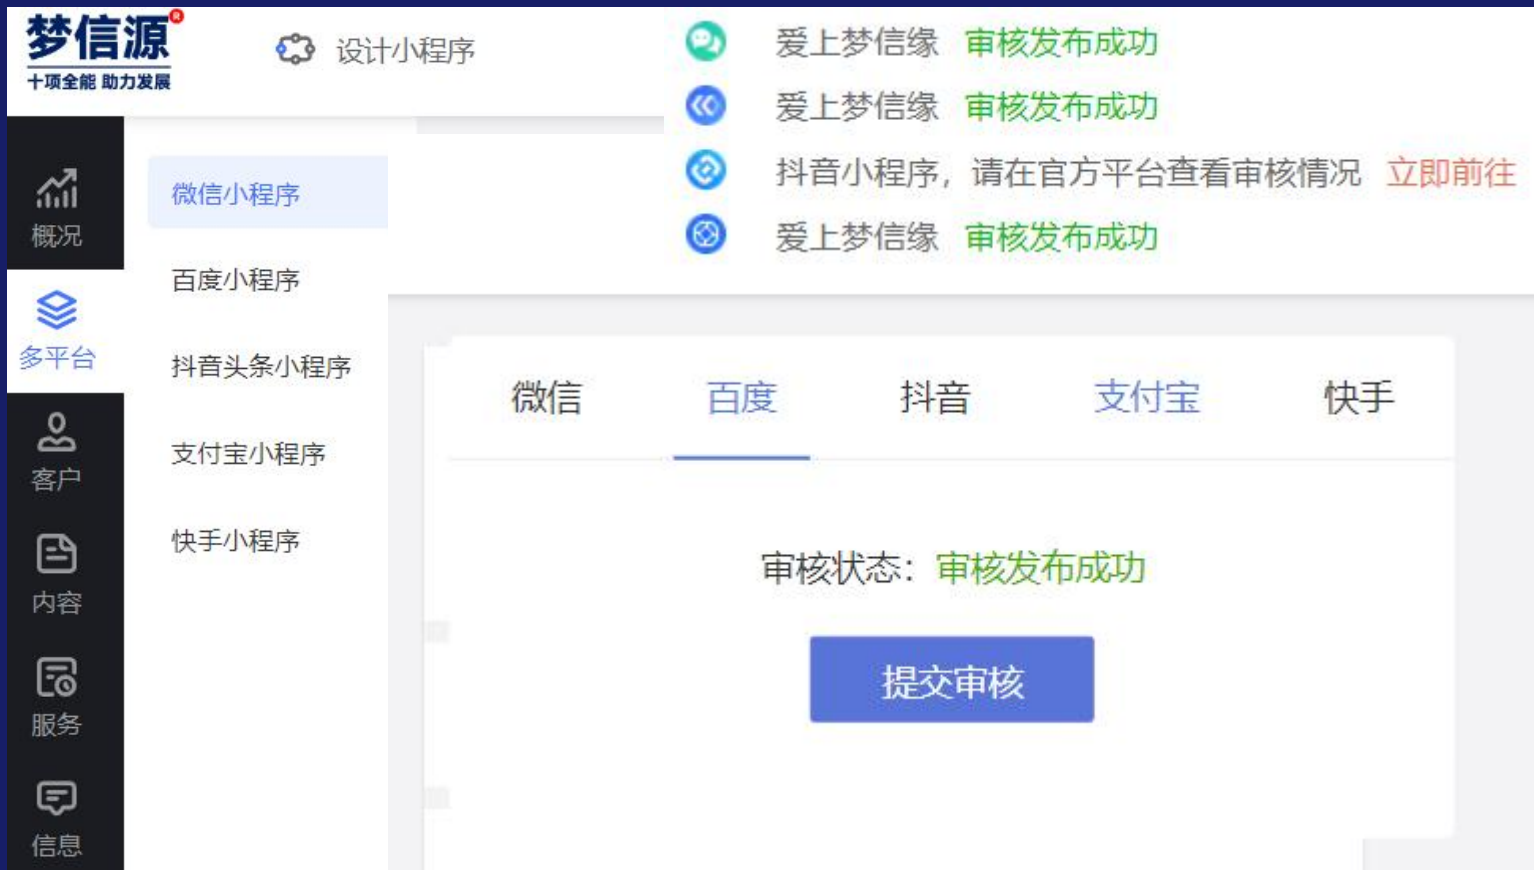 梦信源®
十项全能 助力发展
设计小程序
爱上梦信缘 审核发布成功
爱上梦信缘 审核发布成功
抖音小程序，请在官方平台查看审核情况 立即前往
爱上梦信缘 审核发布成功
概况
多平台
客户
内容
服务
信息
微信小程序
百度小程序
抖音头条小程序
支付宝小程序
快手小程序
微信 百度 抖音 支付宝 快手
审核状态：审核发布成功
提交审核